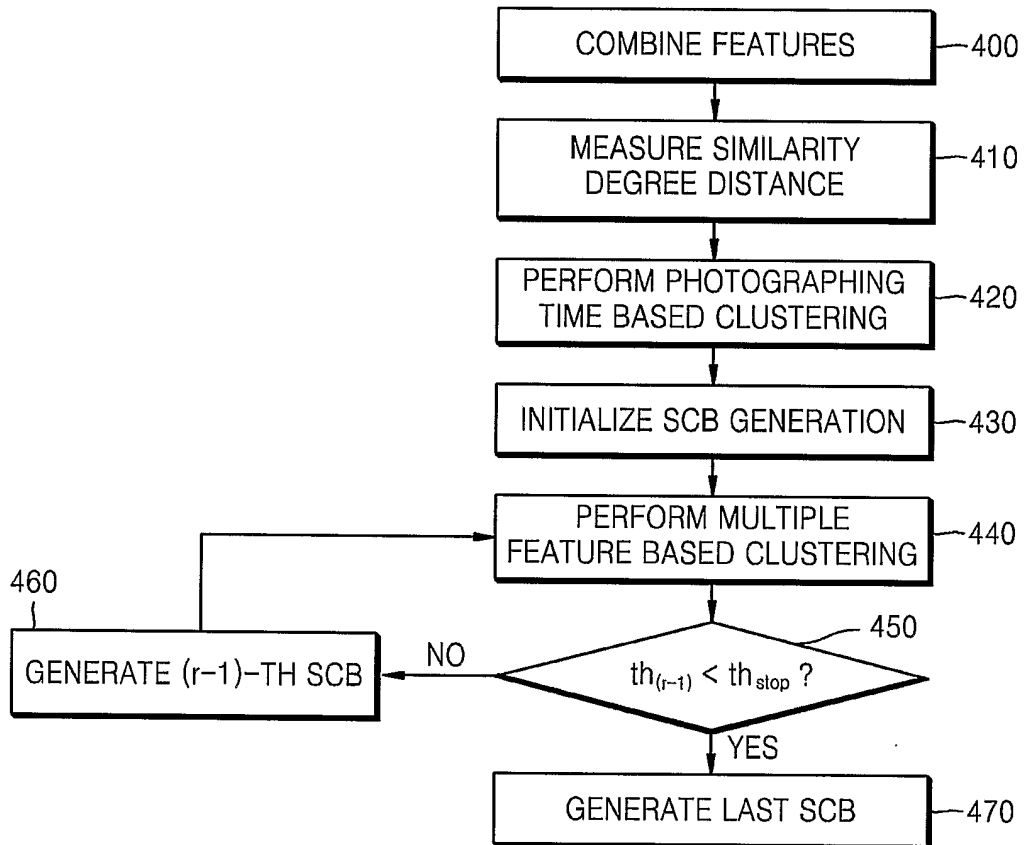 COMBINE FEATURES
400
MEASURE SIMILARITY
DEGREE DISTANCE
410
PERFORM PHOTOGRAPHING
TIME BASED CLUSTERING
420
INITIALIZE SCB GENERATION
430
PERFORM MULTIPLE
FEATURE BASED CLUSTERING
440
460
GENERATE (r-1)-TH SCB
NO
th(r-1) < thstop ?
450
YES
GENERATE LAST SCB
470